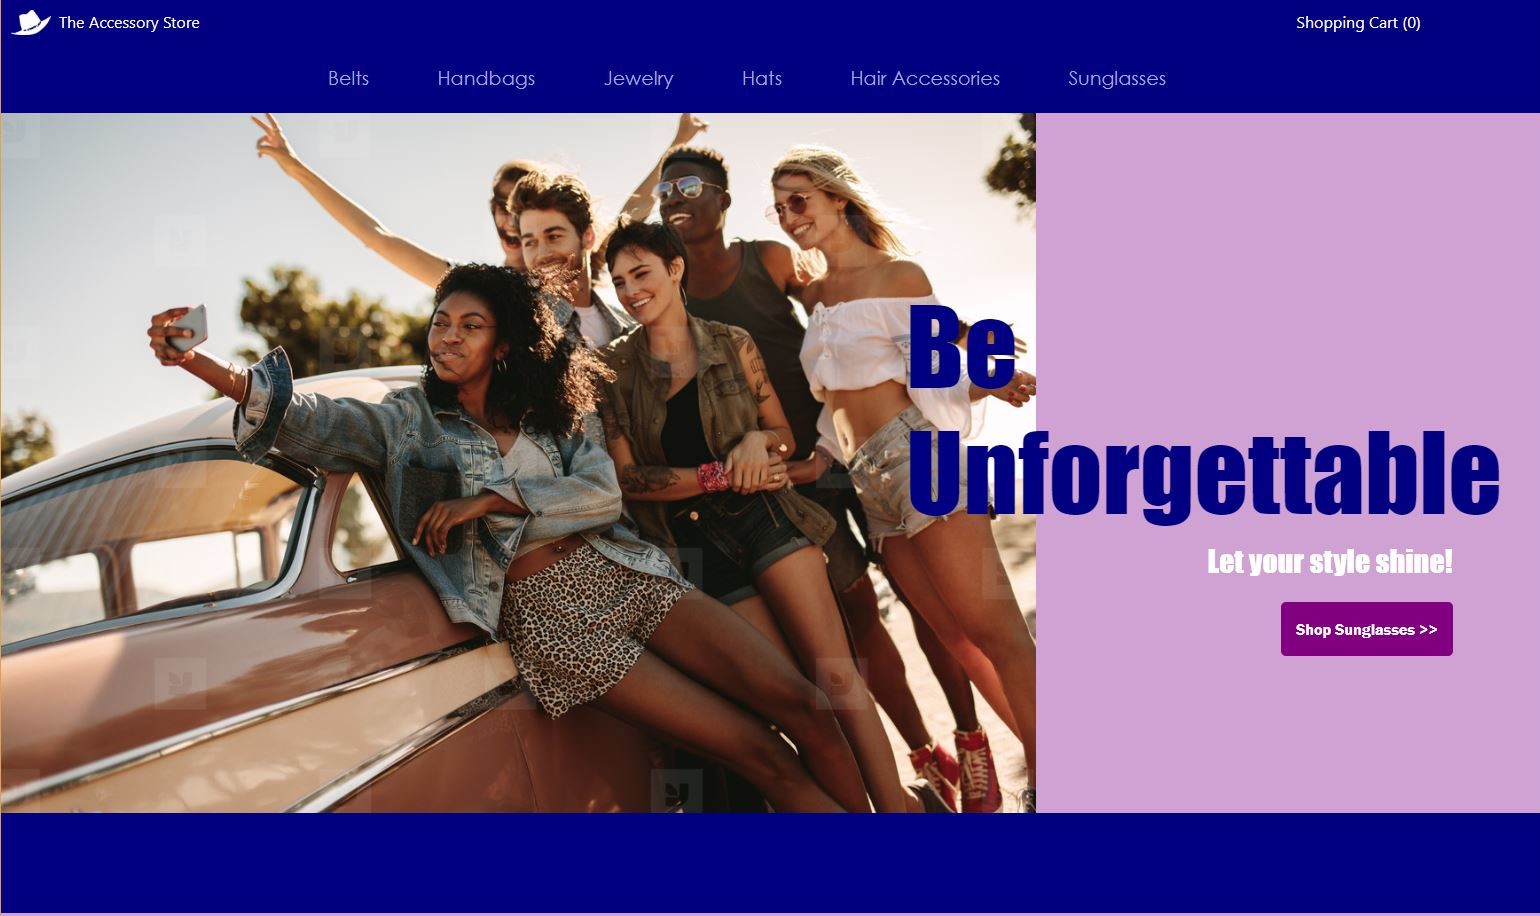 The Accessory Store
Shopping Cart (0)
Belts Handbags Jewelry Hats Hair Accessories Sunglasses
Be
Unforgettable
Let your style shine!
Shop Sunglasses >>